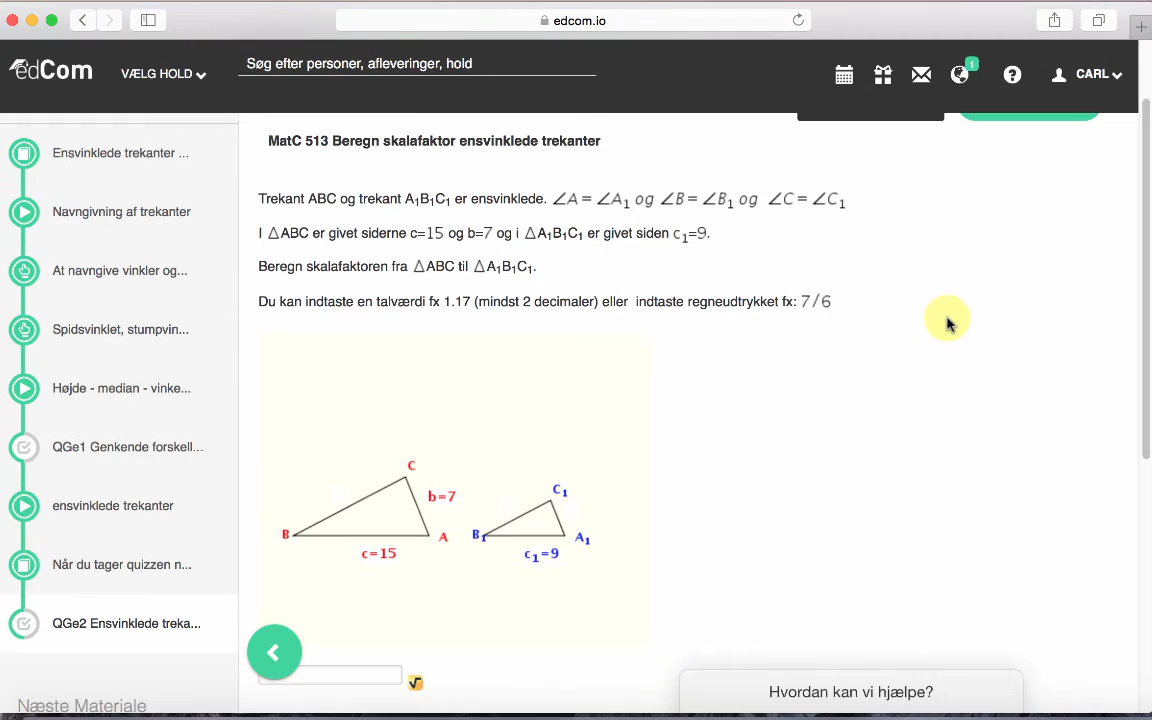 edcom.io
edCom
VÆLG HOLD
Søg efter personer, afleveringer, hold
1
CARL
Ensvinklede trekanter ...
Navngivning af trekanter
At navngive vinkler og...
Spidsvinklet, stumpvin...
Højde - median - vinke...
QGe1 Genkende forskell...
ensvinklede trekanter
Når du tager quizzen n...
QGe2 Ensvinklede treka...
Næste Materiale
MatC 513 Beregn skalafaktor ensvinklede trekanter
Trekant ABC og trekant A₁B₁C₁ er ensvinklede. ∠A = ∠A₁ og ∠B = ∠B₁ og ∠C = ∠C₁
I △ABC er givet siderne c=15 og b=7 og i △A₁B₁C₁ er givet siden c₁=9.
Beregn skalafaktoren fra △ABC til △A₁B₁C₁.
Du kan indtaste en talværdi fx 1.17 (mindst 2 decimaler) eller indtaste regneudtrykket fx: 7/6
C
b=7
B
A
c=15
C₁
B₁
A₁
c₁=9
Hvordan kan vi hjælpe?